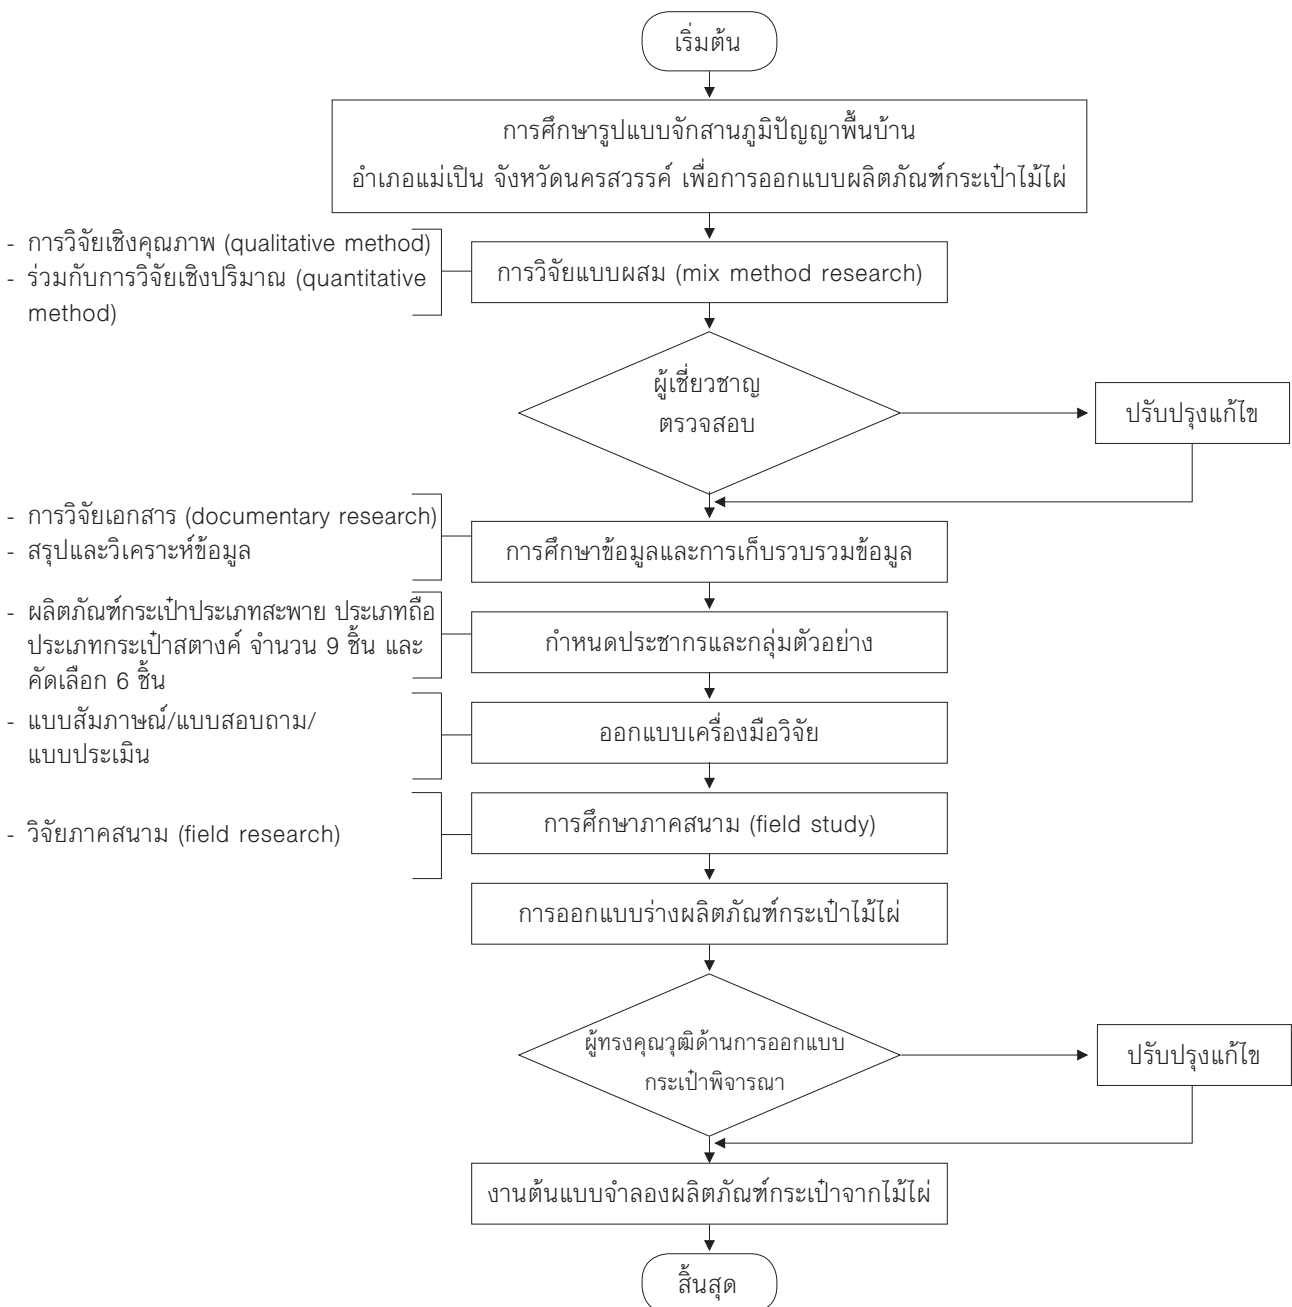 เริ่มต้น
การศึกษารูปแบบจักสานภูมิปัญญาพื้นบ้าน
อำเภอแม่เปิน จังหวัดนครสวรรค์ เพื่อการออกแบบผลิตภัณฑ์กระเป๋าไม้ไผ่
- การวิจัยเชิงคุณภาพ (qualitative method)
- ร่วมกับการวิจัยเชิงปริมาณ (quantitative
method)
การวิจัยแบบผสม (mix method research)
ผู้เชี่ยวชาญ
ตรวจสอบ
ปรับปรุงแก้ไข
- การวิจัยเอกสาร (documentary research)
- สรุปและวิเคราะห์ข้อมูล
การศึกษาข้อมูลและการเก็บรวบรวมข้อมูล
- ผลิตภัณฑ์กระเป๋าประเภทสะพาย ประเภทถือ
ประเภทกระเป๋าสตางค์ จำนวน 9 ชิ้น และ
คัดเลือก 6 ชิ้น
กำหนดประชากรและกลุ่มตัวอย่าง
- แบบสัมภาษณ์/แบบสอบถาม/
แบบประเมิน
ออกแบบเครื่องมือวิจัย
- วิจัยภาคสนาม (field research)
การศึกษาภาคสนาม (field study)
การออกแบบร่างผลิตภัณฑ์กระเป๋าไม้ไผ่
ผู้ทรงคุณวุฒิด้านการออกแบบ
กระเป๋าพิจารณา
ปรับปรุงแก้ไข
งานต้นแบบจำลองผลิตภัณฑ์กระเป๋าจากไม้ไผ่
สิ้นสุด